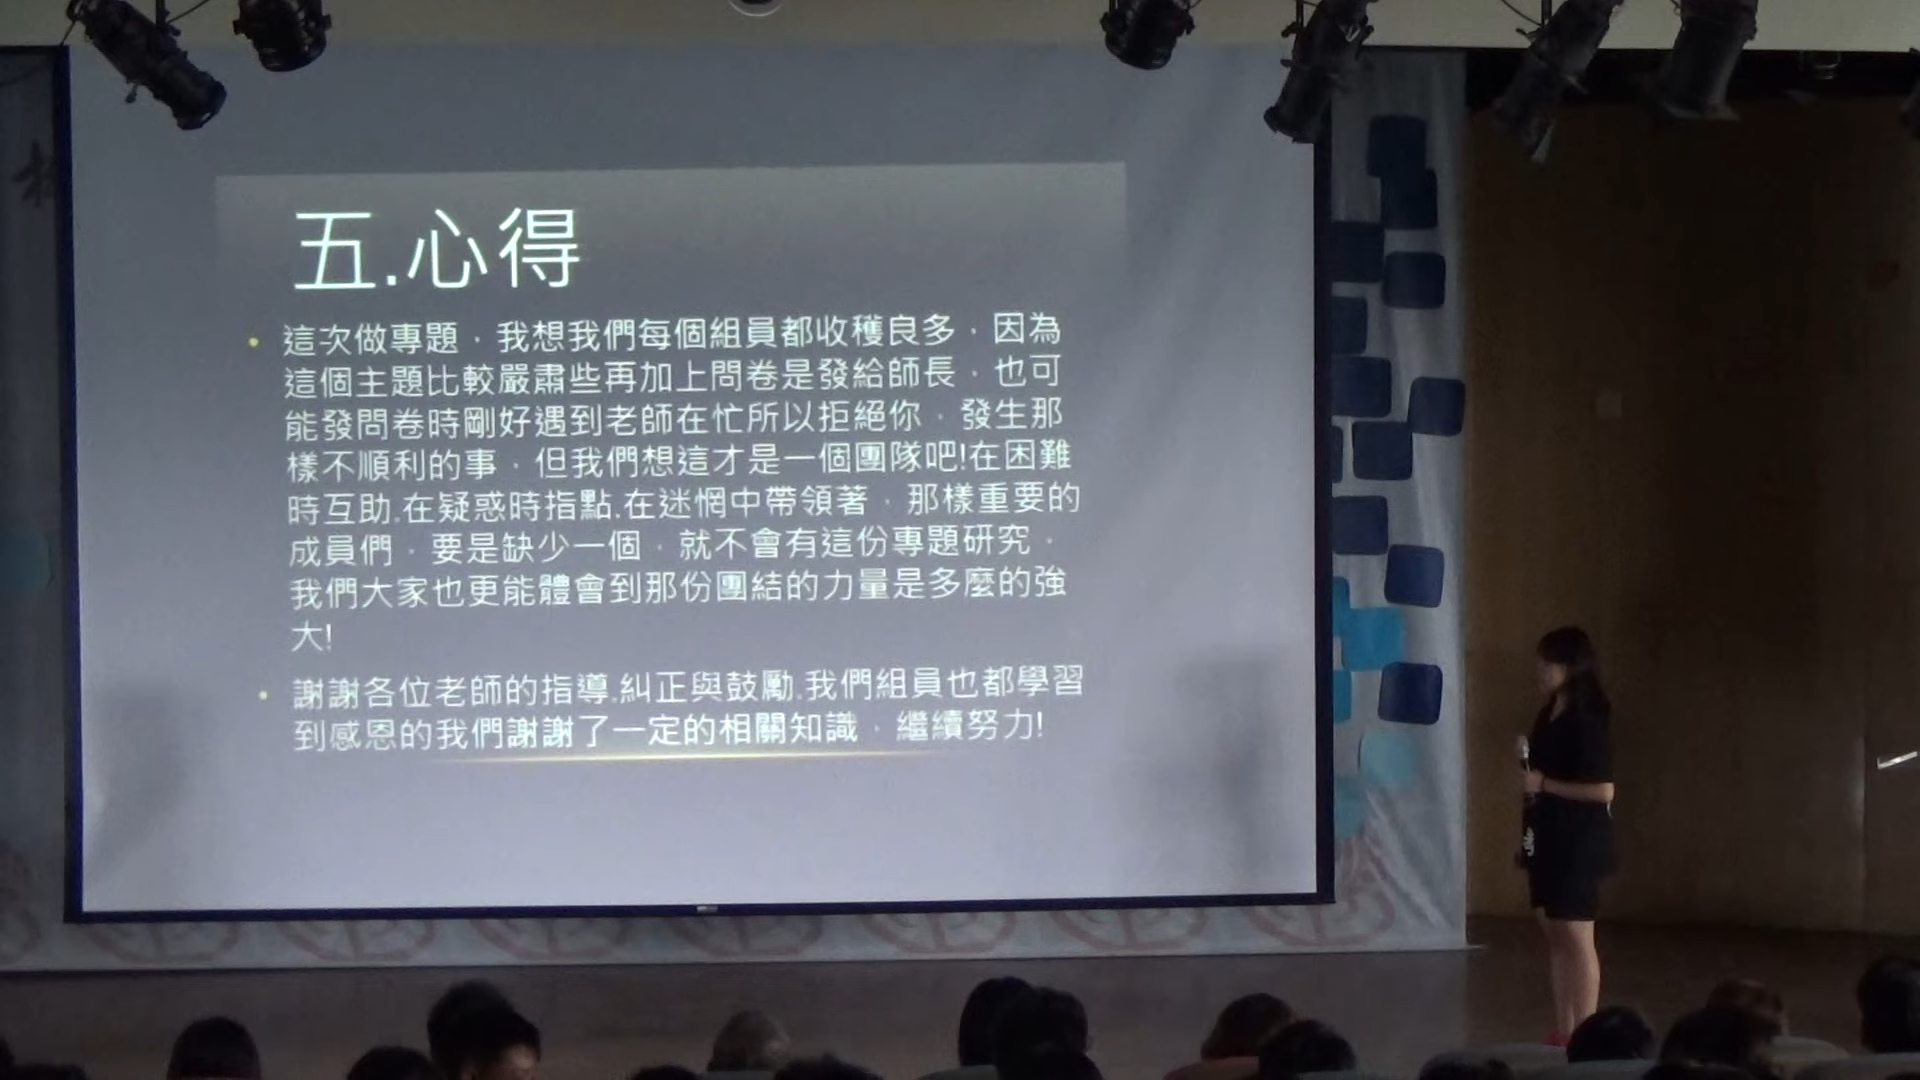 五.心得
• 這次做專題，我想我們每個組員都收穫良多，因為
這個主題比較嚴肅些再加上問卷是發給師長，也可
能發問卷時剛好遇到老師在忙所以拒絕你，發生那
樣不順利的事，但我們想這才是一個團隊吧!在困難
時互助.在疑惑時指點.在迷惘中帶領著，那樣重要的
成員們，要是缺少一個，就不會有這份專題研究，
我們大家也更能體會到那份團結的力量是多麼的強
大!
• 謝謝各位老師的指導.糾正與鼓勵.我們組員也都學習
到感恩的我們謝謝了一定的相關知識，繼續努力!